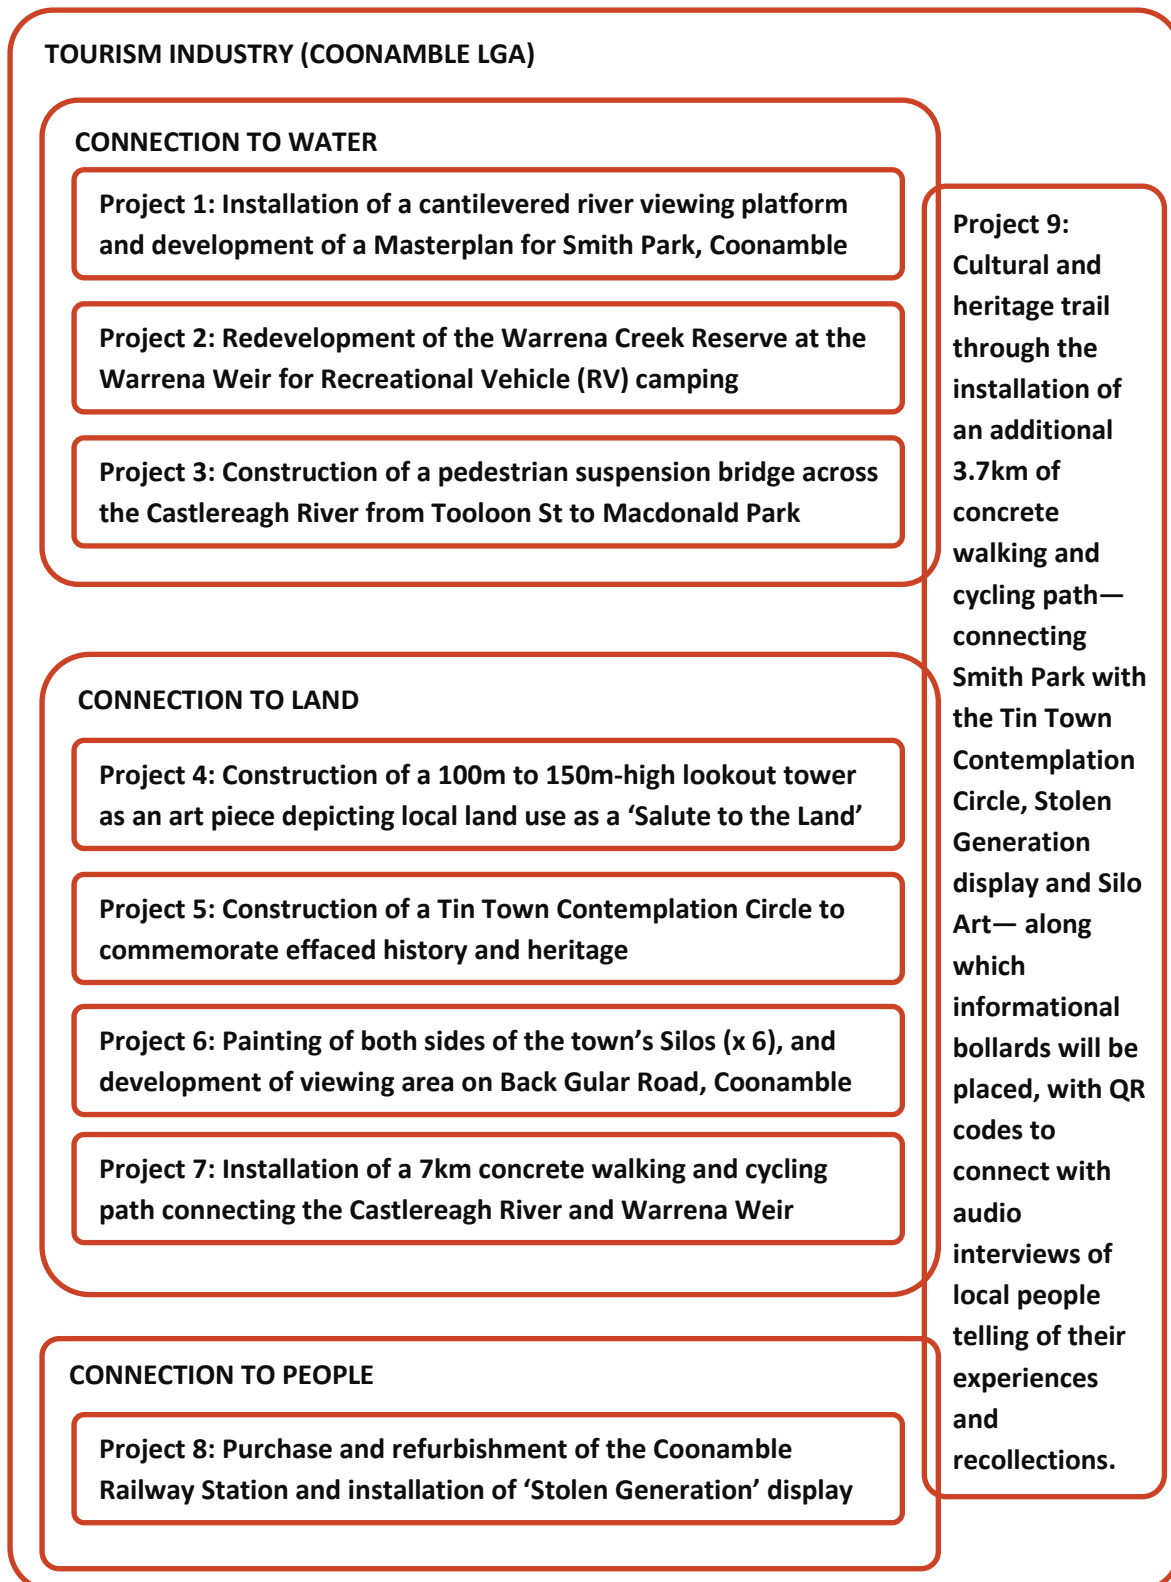 TOURISM INDUSTRY (COONAMBLE LGA)
CONNECTION TO WATER
Project 1: Installation of a cantilevered river viewing platform
and development of a Masterplan for Smith Park, Coonamble
Project 2: Redevelopment of the Warrena Creek Reserve at the
Warrena Weir for Recreational Vehicle (RV) camping
Project 3: Construction of a pedestrian suspension bridge across
the Castlereagh River from Tooloon St to Macdonald Park
CONNECTION TO LAND
Project 4: Construction of a 100m to 150m-high lookout tower
as an art piece depicting local land use as a ‘Salute to the Land’
Project 5: Construction of a Tin Town Contemplation Circle to
commemorate effaced history and heritage
Project 6: Painting of both sides of the town’s Silos (x 6), and
development of viewing area on Back Gular Road, Coonamble
Project 7: Installation of a 7km concrete walking and cycling
path connecting the Castlereagh River and Warrena Weir
CONNECTION TO PEOPLE
Project 8: Purchase and refurbishment of the Coonamble
Railway Station and installation of ‘Stolen Generation’ display
Project 9:
Cultural and
heritage trail
through the
installation of
an additional
3.7km of
concrete
walking and
cycling path—
connecting
Smith Park with
the Tin Town
Contemplation
Circle, Stolen
Generation
display and Silo
Art— along
which
informational
bollards will be
placed, with QR
codes to
connect with
audio
interviews of
local people
telling of their
experiences
and
recollections.